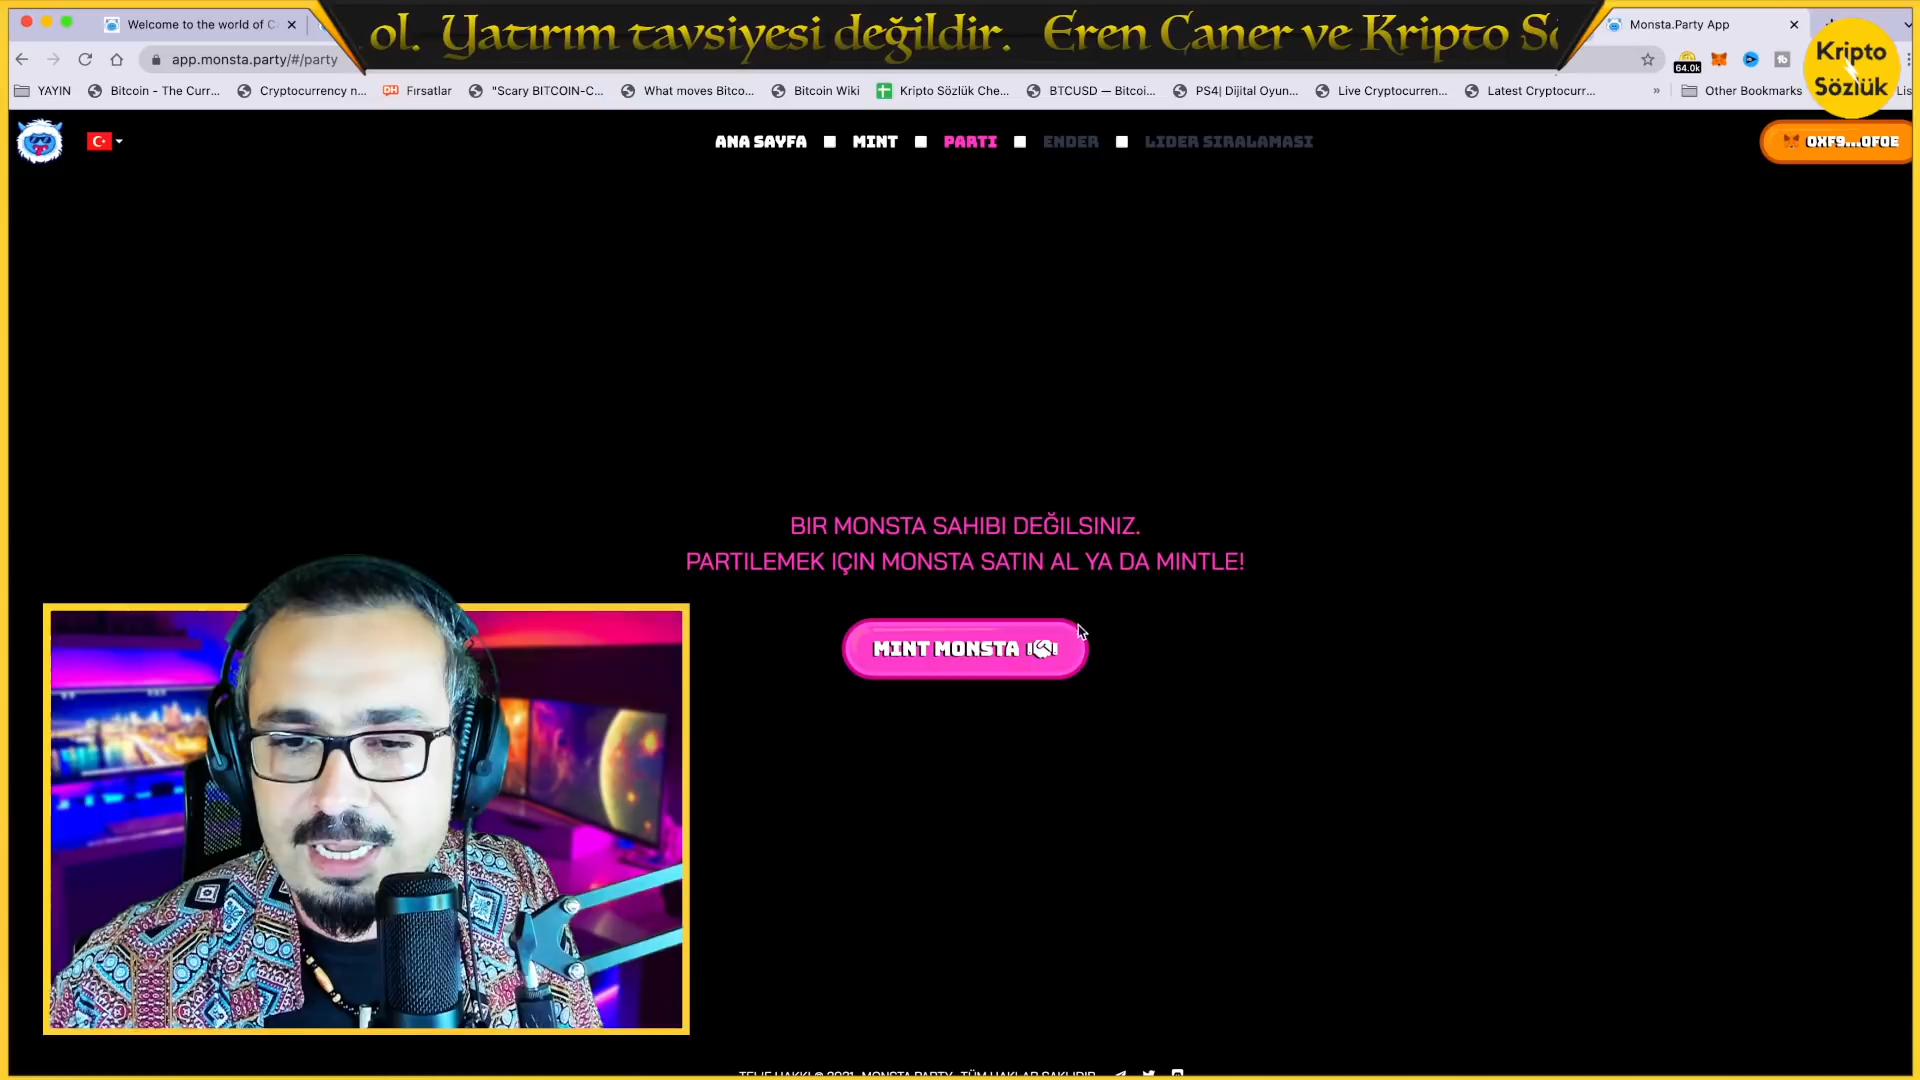 ol. Yatırım tavsiyesi değildir. Eren Caner ve Kripto Sö
Welcome to the world of C
Monsta.Party App
app.monsta.party/#/party
64.0k
Kripto
Sözlük
YAYIN
Bitcoin - The Curr...
Cryptocurrency n...
DH Fırsatlar
"Scary BITCOIN-C...
What moves Bitco...
Bitcoin Wiki
Kripto Sözlük Che...
BTCUSD — Bitcoi...
PS4| Dijital Oyun...
Live Cryptocurren...
Latest Cryptocurr...
»
Other Bookmarks
ANA SAYFA
MINT
PARTI
ENDER
LIDER SIRALAMASI
0XF9...0F0E
BIR MONSTA SAHIBI DEĞILSINIZ.
PARTILEMEK IÇIN MONSTA SATIN AL YA DA MINTLE!
MINT MONSTA